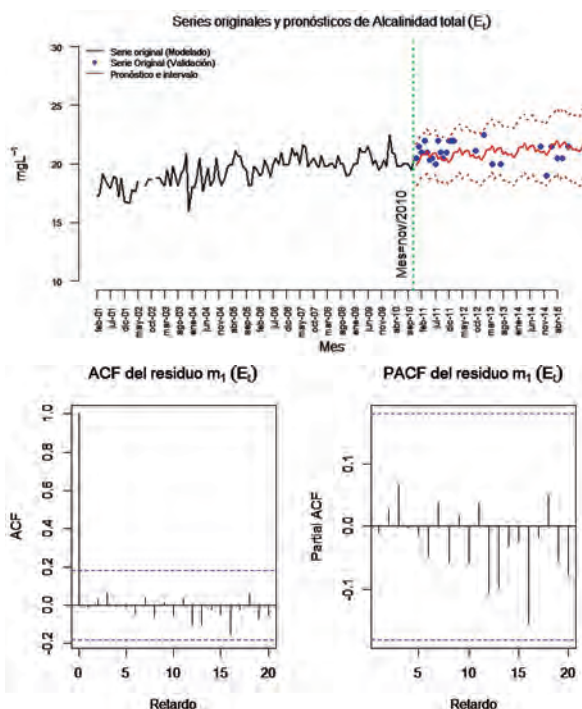 Series originales y pronósticos de Alcalinidad total (Et)
Serie original (Modelado)
Serie Original (Validación)
Pronóstico e intervalo
mgL⁻¹
30
25
20
15
10
Mes=nov/2010
feb-01
jul-01
dic-01
may-02
oct-02
mar-03
ago-03
ene-04
jun-04
nov-04
abr-05
sep-05
feb-06
jul-06
dic-06
may-07
oct-07
mar-08
ago-08
ene-09
jun-09
nov-09
abr-10
sep-10
feb-11
jul-11
dic-11
may-12
oct-12
mar-13
ago-13
ene-14
jun-14
nov-14
abr-15
Mes
ACF del residuo m1 (Et)
ACF
1.0
0.8
0.6
0.4
0.2
0.0
-0.2
0 5 10 15 20
Retardo
PACF del residuo m1 (Et)
Partial ACF
0.1
0.0
-0.1
5 10 15 20
Retardo